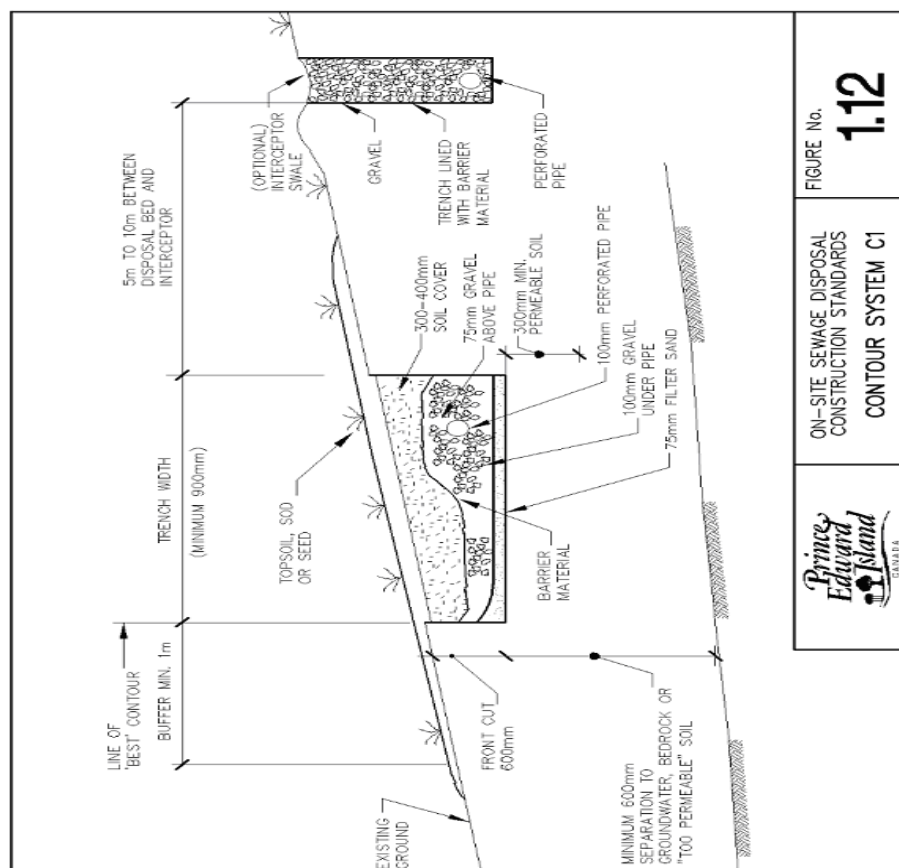 5m TO 10m BETWEEN
DISPOSAL BED AND
INTERCEPTOR
(OPTIONAL)
INTERCEPTOR
SWALE
GRAVEL
TRENCH LINED
WITH BARRIER
MATERIAL
PERFORATED
PIPE
TRENCH WIDTH
(MINIMUM 900mm)
TOPSOIL, SOD
OR SEED
300-400mm
SOIL COVER
75mm GRAVEL
ABOVE PIPE
300mm MIN.
PERMEABLE SOIL
100mm PERFORATED PIPE
100mm GRAVEL
UNDER PIPE
75mm FILTER SAND
BARRIER
MATERIAL
LINE OF
'BEST' CONTOUR
BUFFER MIN. 1m
FRONT CUT
600mm
EXISTING
GROUND
MINIMUM 600mm
SEPARATION TO
GROUNDWATER, BEDROCK OR
"TOO PERMEABLE" SOIL
Prince
Edward
Island
CANADA
ON-SITE SEWAGE DISPOSAL
CONSTRUCTION STANDARDS
CONTOUR SYSTEM C1
FIGURE No.
1.12